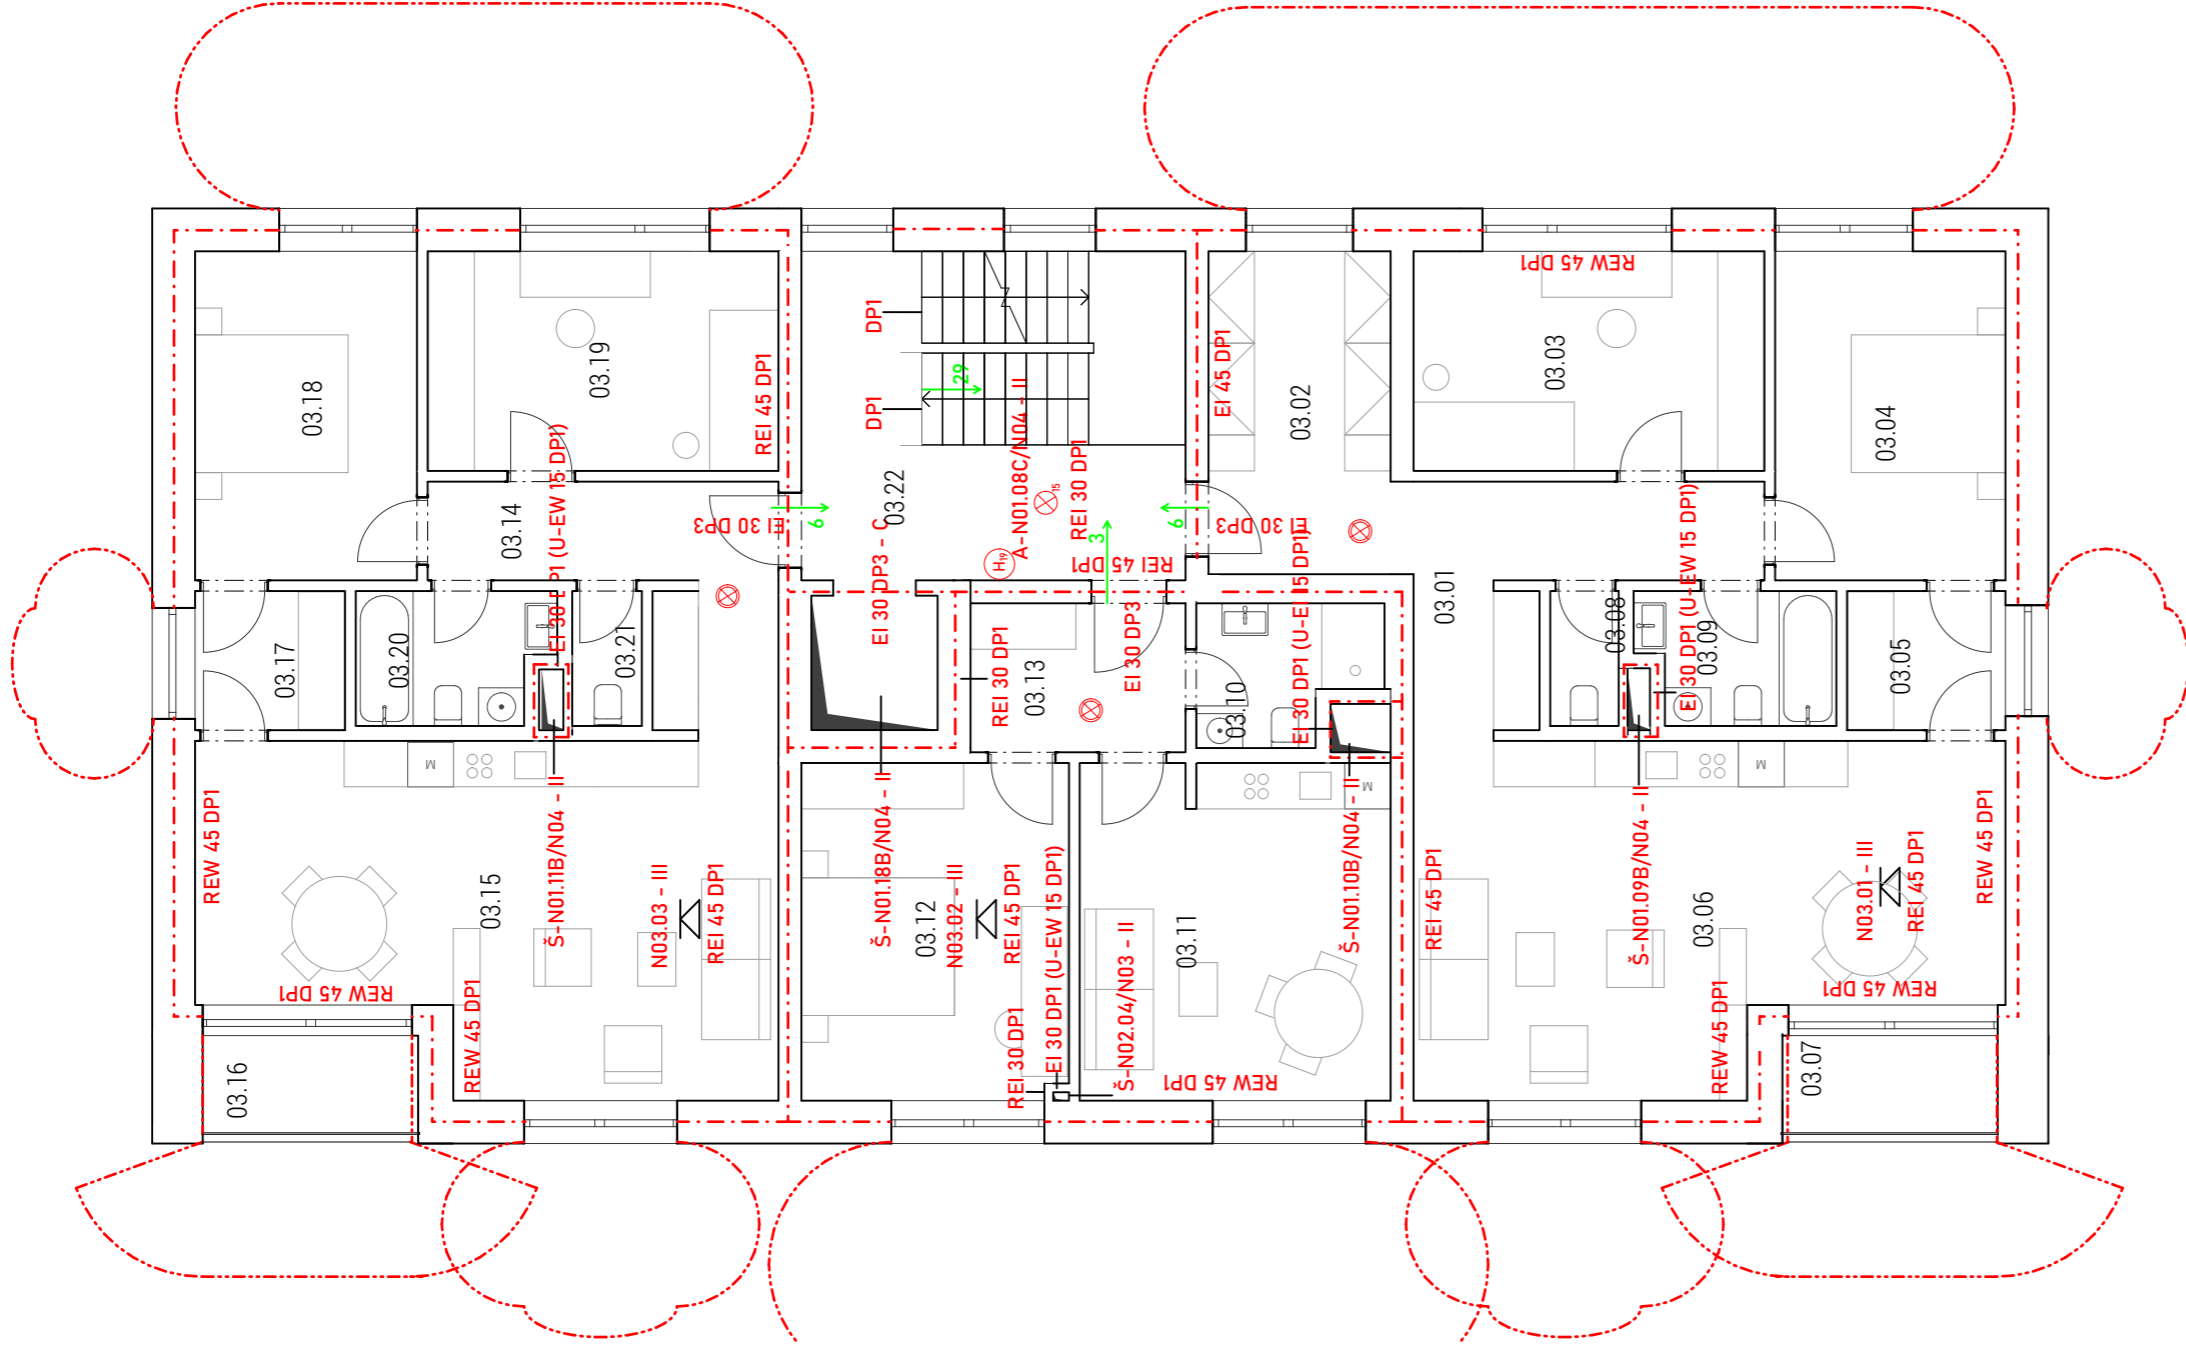 03.18
03.19
REI 45 DP1
DP1
DP1
29
A-N01.08C/N04 - II
REI 30 DP1
EI 45 DP1
03.02
REW 45 DP1
03.03
03.04
03.14
EI 30 DP1 (U-EW 15 DP1)
EI 30 DP3
6
03.22
15
H19
3
REI 45 DP1
6
EI 30 DP3
EI 30 DP3 - C
03.17
03.20
03.21
REI 30 DP1
03.13
EI 30 DP3
03.10
EI 30 DP1 (U-EI 15 DP1)
03.01
03.08
03.09
EI 30 DP1 (U-EW 15 DP1)
03.05
M
M
M
REW 45 DP1
03.15
Š-N01.11B/N04 - II
N03.03 - III
REI 45 DP1
Š-N01.18B/N04 - II
03.12
N03.02 - III
REI 45 DP1
EI 30 DP1 (U-EW 15 DP1)
REI 30 DP1
Š-N02.04/N03 - II
03.11
Š-N01.10B/N04 - II
REI 45 DP1
Š-N01.09B/N04 - II
03.06
N03.01 - III
REI 45 DP1
REW 45 DP1
REW 45 DP1
REW 45 DP1
REW 45 DP1
REW 45 DP1
REW 45 DP1
03.16
03.07